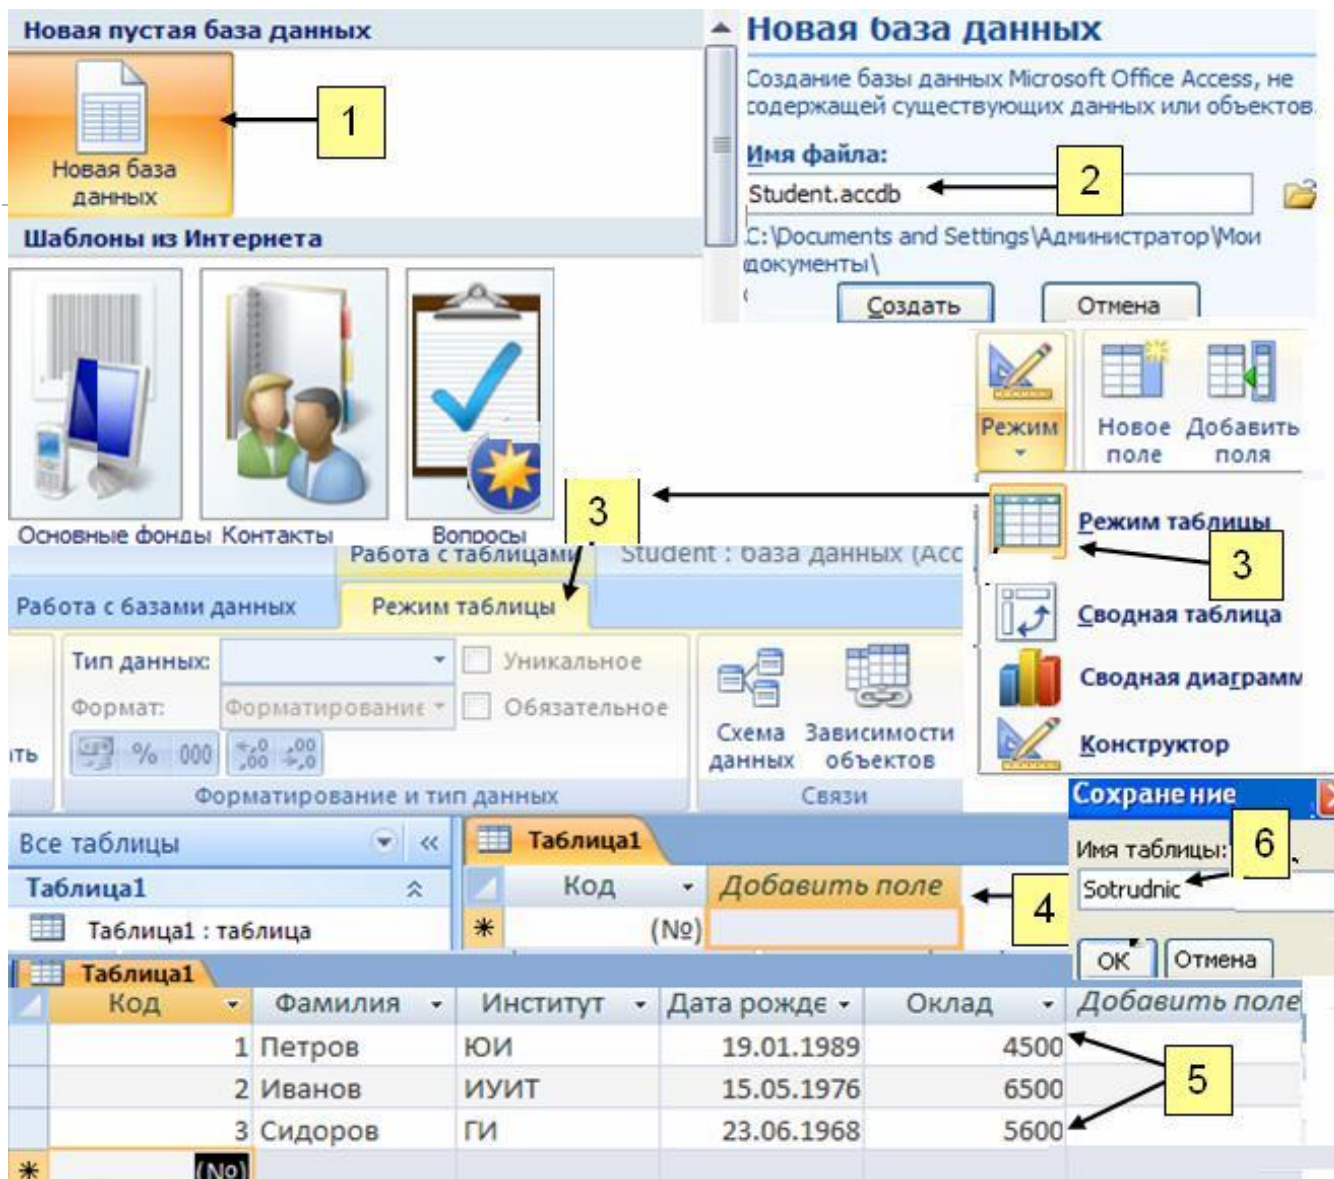 Новая пустая база данных
1
Новая база
данных
Шаблоны из Интернета
Основные фонды
Контакты
Вопросы
Новая база данных
Создание базы данных Microsoft Office Access, не
содержащей существующих данных или объектов.
Имя файла:
2
Student.accdb
C:\Documents and Settings\Администратор\Мои
документы\
Создать
Отмена
Режим
Новое
поле
Добавить
поля
3
Режим таблицы
3
Сводная таблица
Сводная диаграмм
Конструктор
Работа с таблицами
Student : база данных (Acc
Работа с базами данных
Режим таблицы
Тип данных:
Уникальное
Формат:
Форматирование
Обязательное
% 000
,0 ,00
,00 ,0
Форматирование и тип данных
Схема
данных
Зависимости
объектов
Связи
Сохранение
6
Имя таблицы:
Sotrudnic
ОК
Отмена
Все таблицы
«
Таблица1
Таблица1 : таблица
Таблица1
Код
Добавить поле
(№)
4
Таблица1
Код Фамилия Институт Дата рожде Оклад Добавить поле
1 Петров ЮИ 19.01.1989 4500
2 Иванов ИУИТ 15.05.1976 6500
3 Сидоров ГИ 23.06.1968 5600
5
(№)